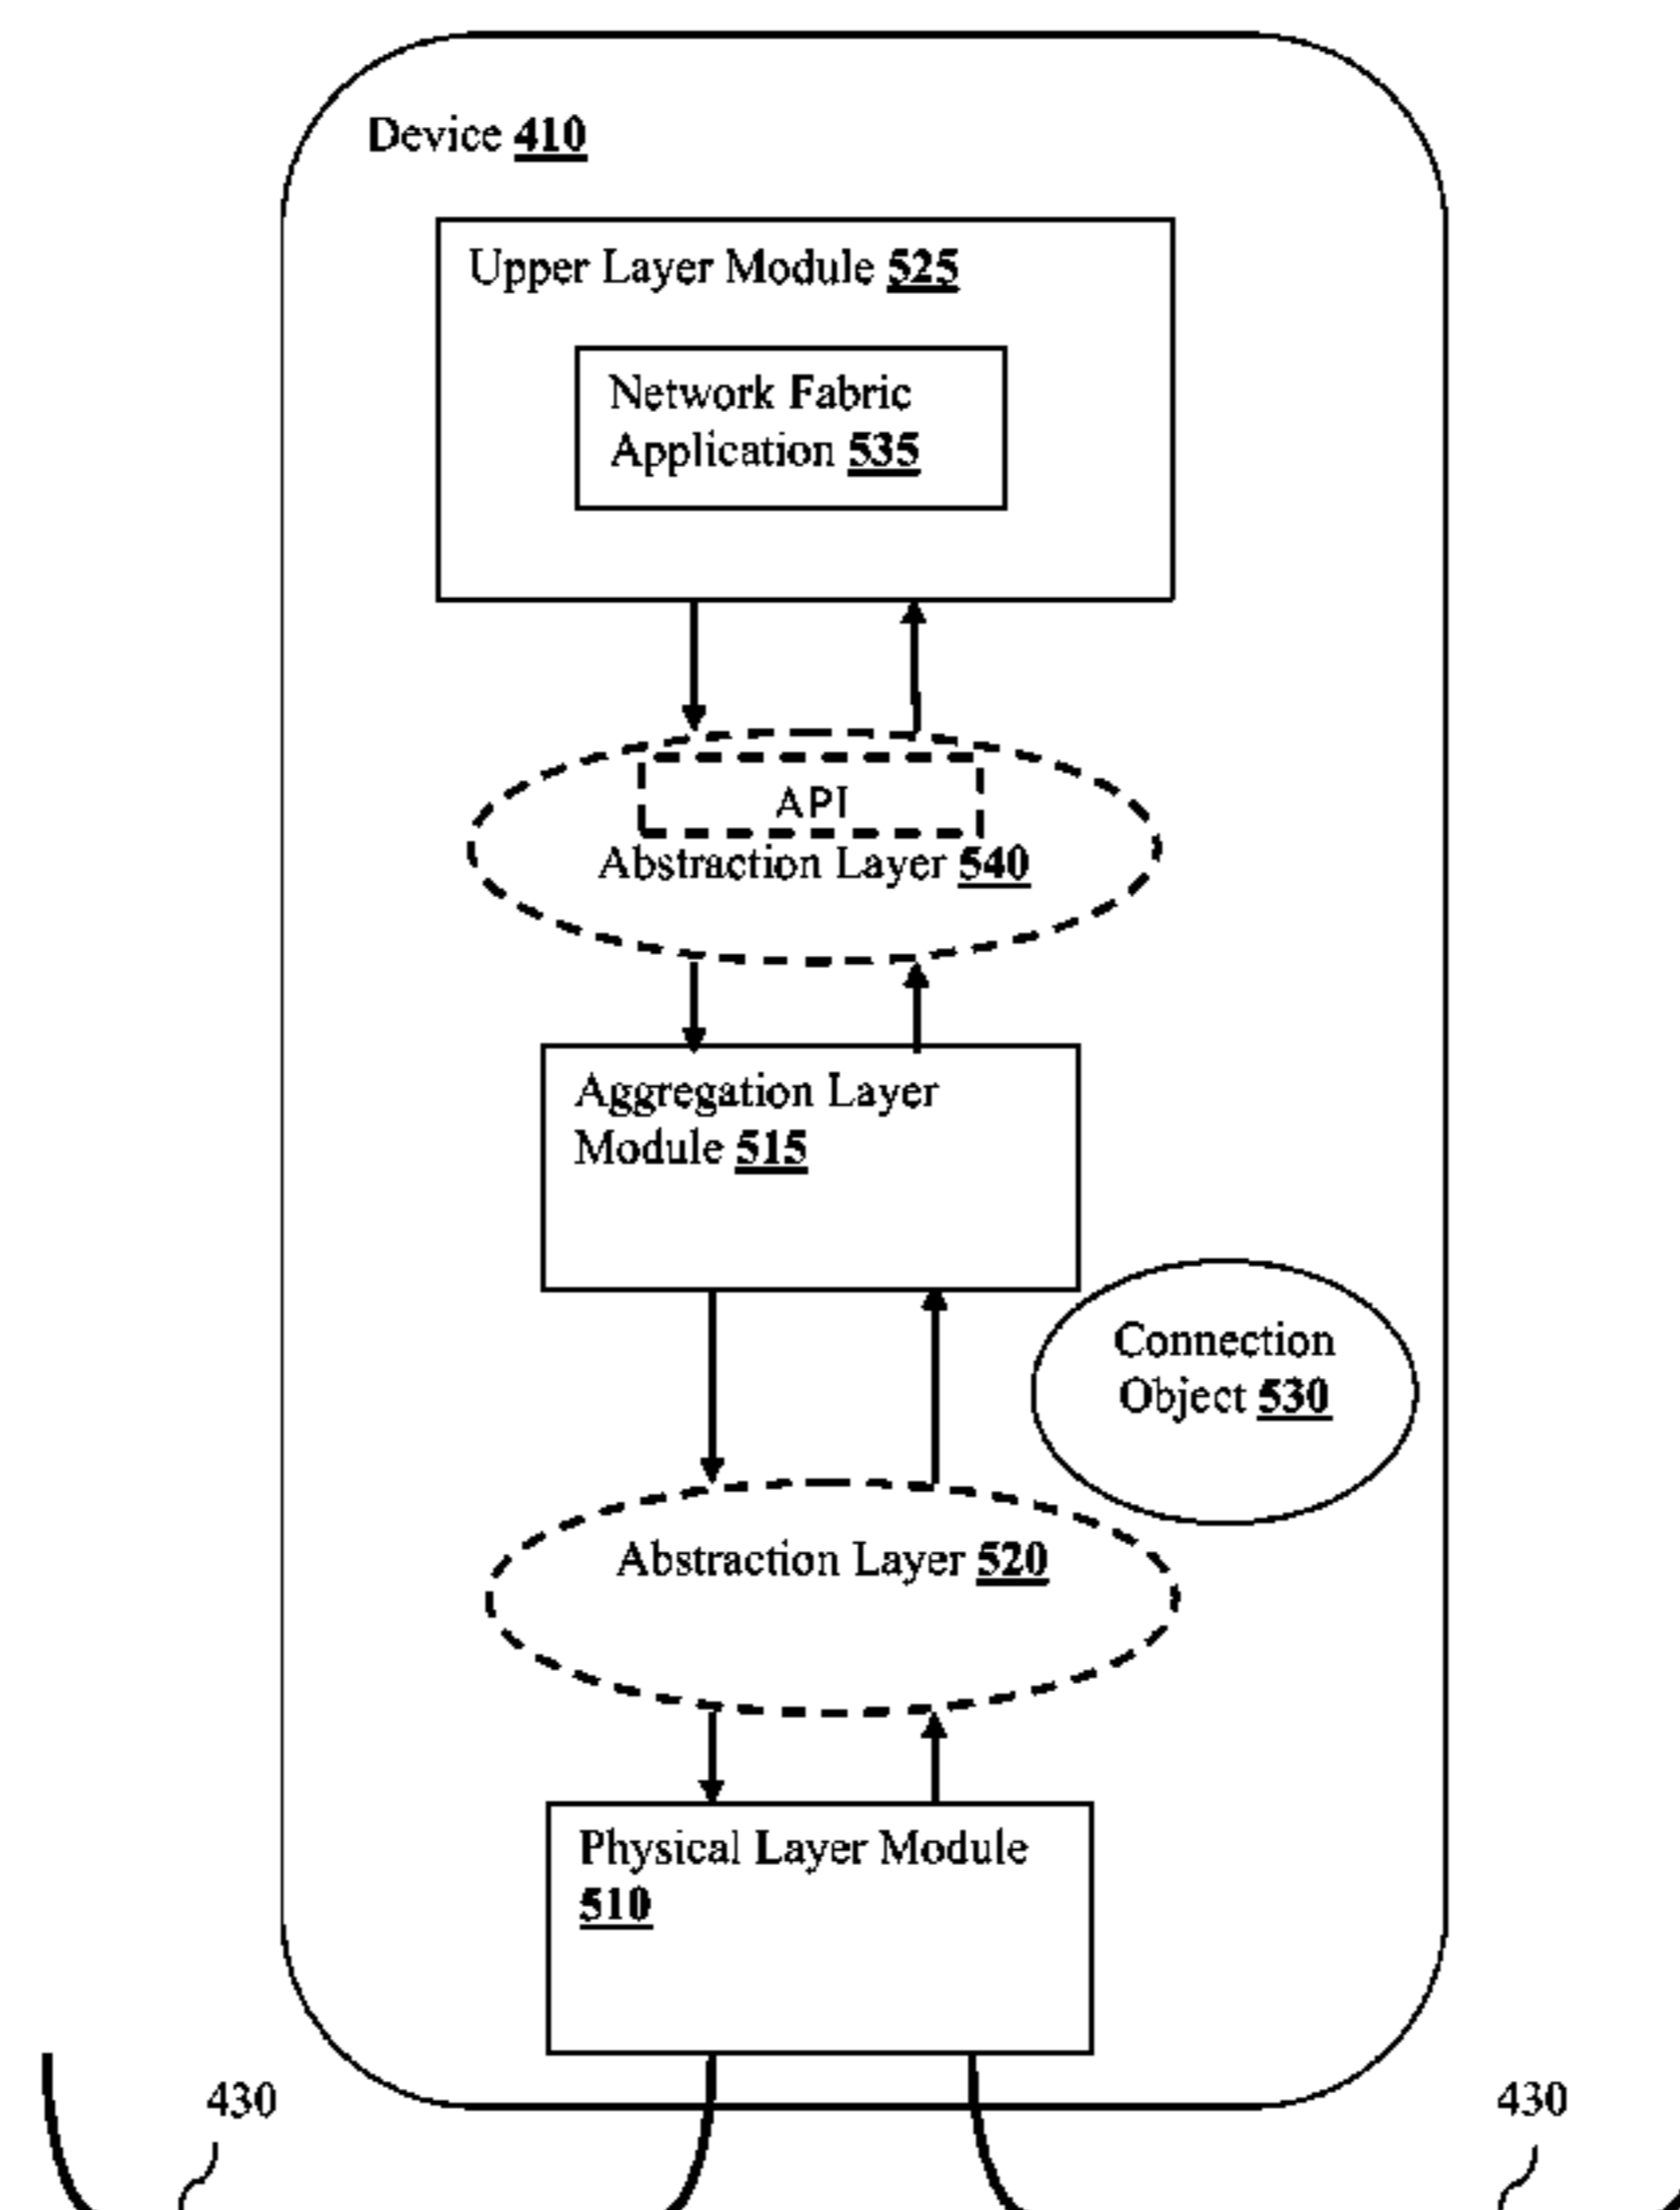 Device 410
Upper Layer Module 525
Network Fabric
Application 535
API
Abstraction Layer 540
Aggregation Layer
Module 515
Connection
Object 530
Abstraction Layer 520
Physical Layer Module
510
430
430